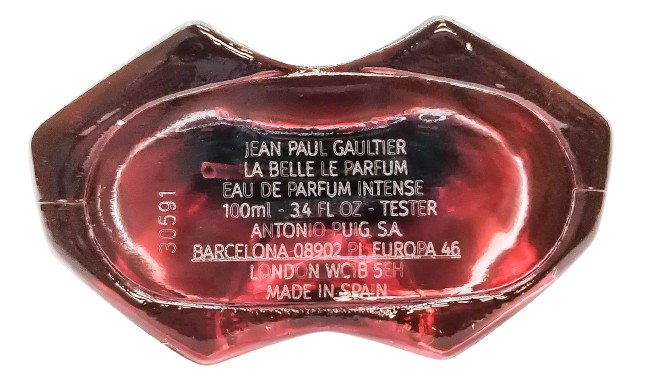 JEAN PAUL GAULTIER
LA BELLE LE PARFUM
EAU DE PARFUM INTENSE
100ml - 3.4 FL OZ - TESTER
ANTONIO PUIG, S.A.
BARCELONA 08902 PL EUROPA 46
LONDON WC1B 5EH
MADE IN SPAIN
30591